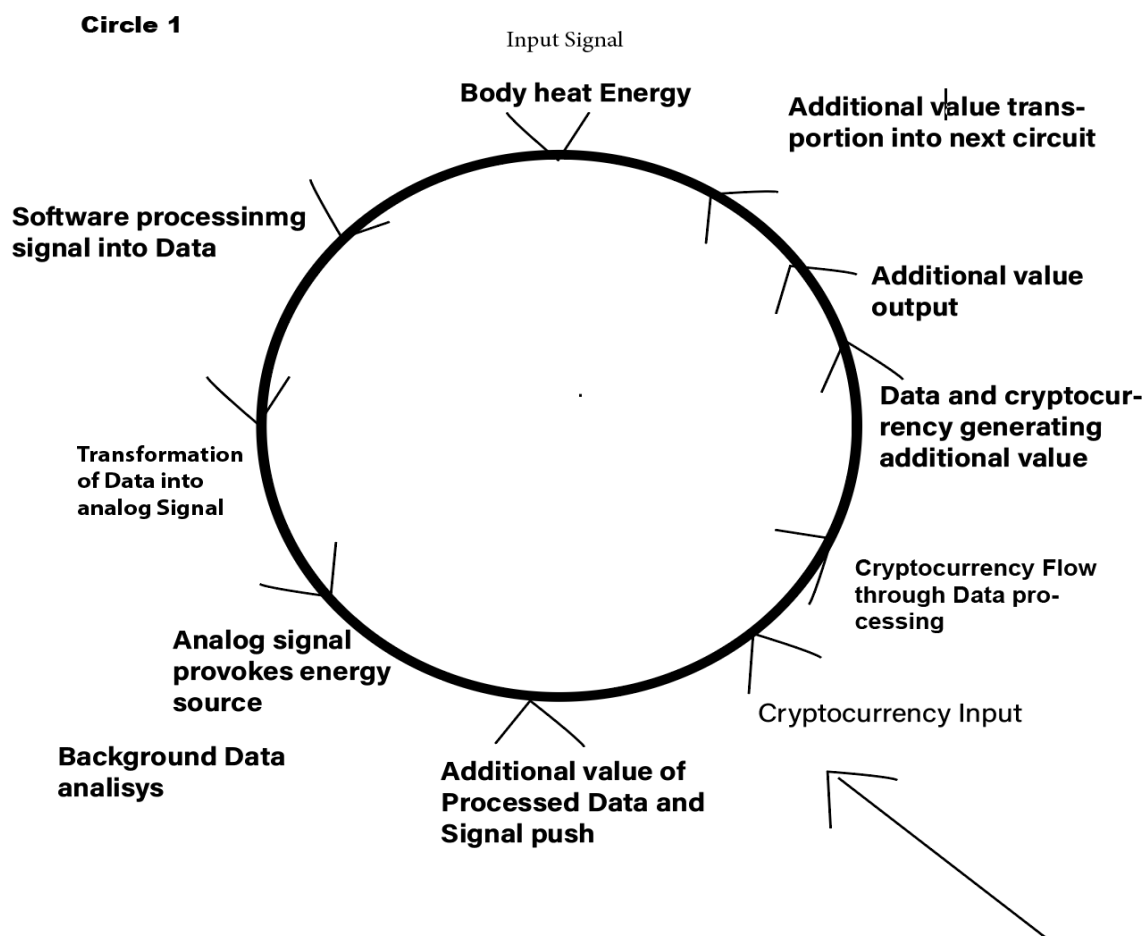 Circle 1
Input Signal
Body heat Energy
Additional value trans-
portion into next circuit
Software processinmg
signal into Data
Additional value
output
Data and cryptocur-
rency generating
additional value
Transformation
of Data into
analog Signal
Cryptocurrency Flow
through Data pro-
cessing
Analog signal
provokes energy
source
Cryptocurrency Input
Background Data
analisys
Additional value of
Processed Data and
Signal push